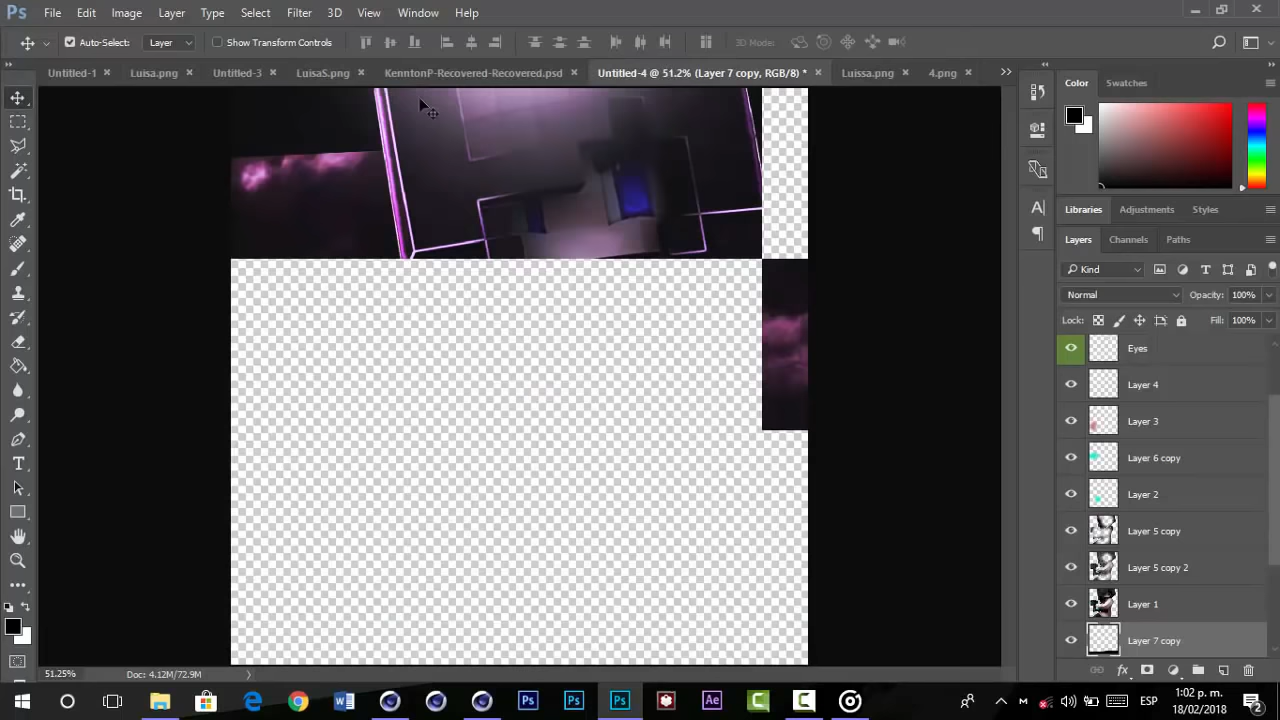 Ps File Edit Image Layer Type Select Filter 3D View Window Help
Auto-Select: Layer Show Transform Controls 3D Mode:
Untitled-1 × Luisa.png × Untitled-3 × LuisaS.png × KenntonP-Recovered-Recovered.psd × Untitled-4 @ 51.2% (Layer 7 copy, RGB/8) * × Luissa.png × 4.png ×
Color Swatches
Libraries Adjustments Styles
Layers Channels Paths
Kind
Normal Opacity: 100%
Lock: Fill: 100%
Eyes
Layer 4
Layer 3
Layer 6 copy
Layer 2
Layer 5 copy
Layer 5 copy 2
Layer 1
Layer 7 copy
51.25% Doc: 4.12M/72.9M
Ps Ps Ps Ae ESP 1:02 p. m.
18/02/2018 2